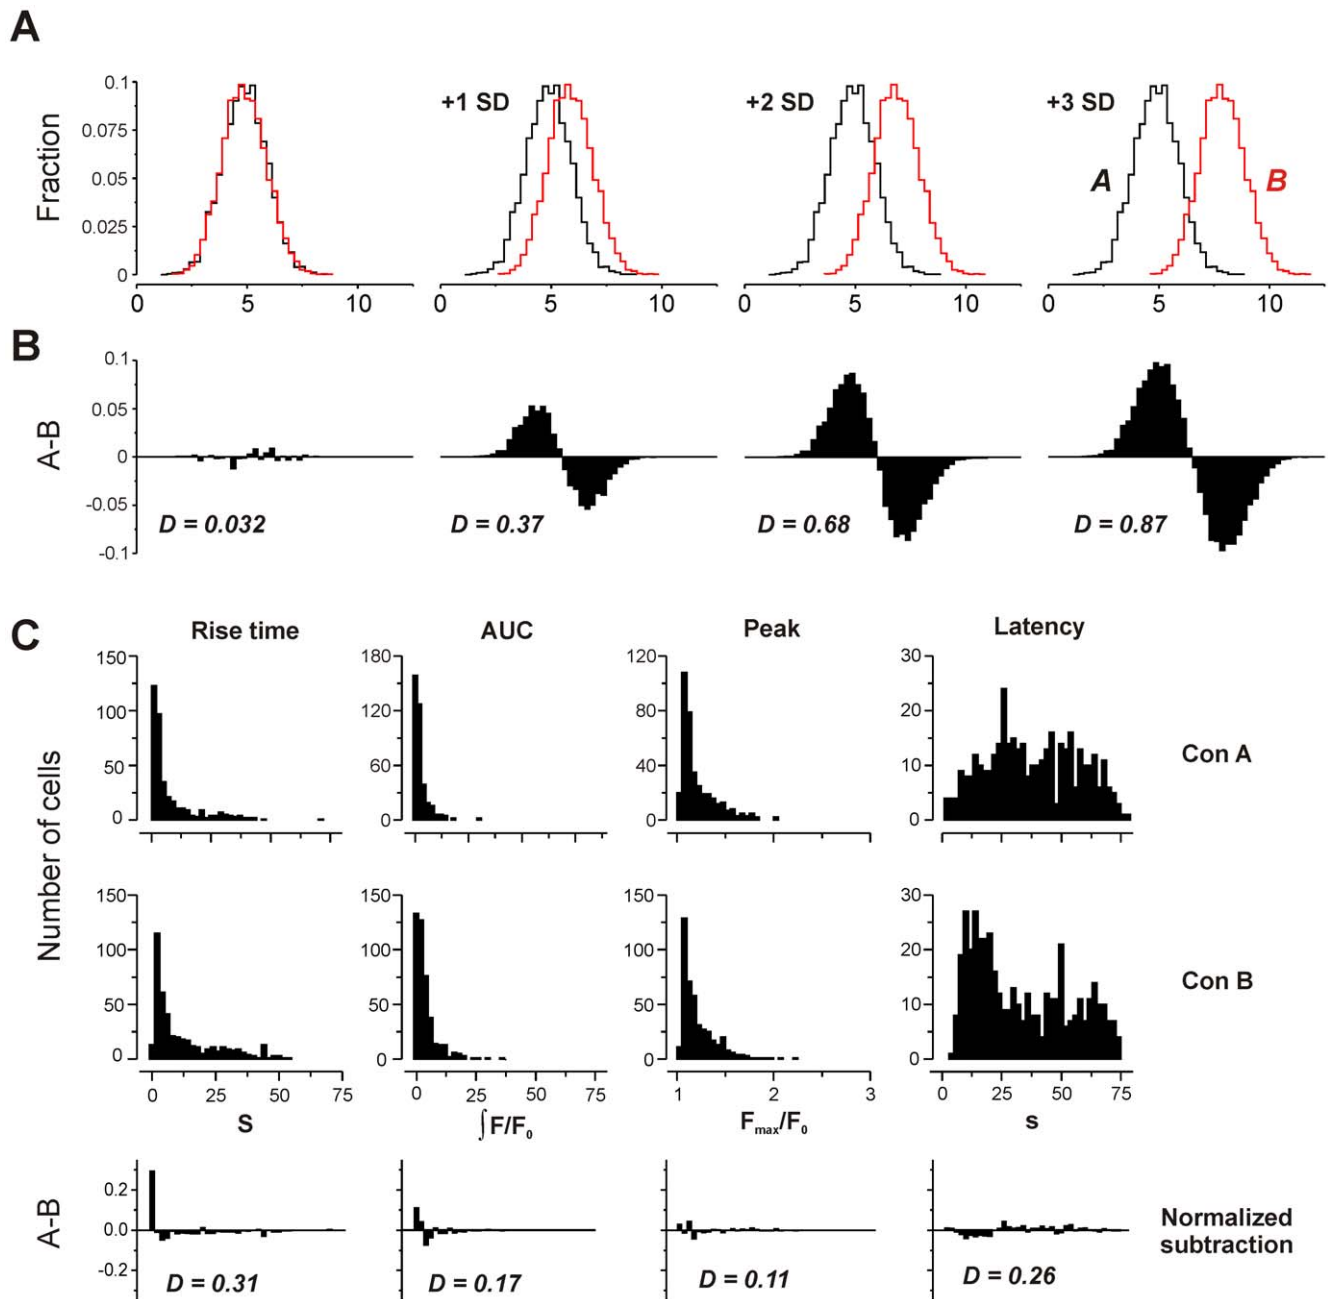 A
0.1
0.075
0.05
0.025
0
Fraction
0 5 10
+1 SD
0 5 10
+2 SD
0 5 10
+3 SD
A
B
0 5 10
B
0.1
0.05
0
-0.05
-0.1
A-B
D = 0.032
D = 0.37
D = 0.68
D = 0.87
C
Rise time
AUC
Peak
Latency
Number of cells
150
100
50
0
180
120
60
0
120
80
40
0
30
20
10
0
Con A
150
100
50
0
150
100
50
0
150
100
50
0
30
20
10
0
Con B
0 25 50 75
S
0 25 50 75
∫F/F₀
1 2 3
Fmax/F₀
0 25 50 75
s
A-B
0.2
0.0
-0.2
D = 0.31
D = 0.17
D = 0.11
D = 0.26
Normalized
subtraction